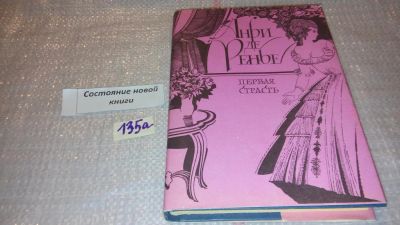 Состояние новой
книги
135а
Анри
де
Ренье
ПЕРВАЯ
СТРАСТЬ